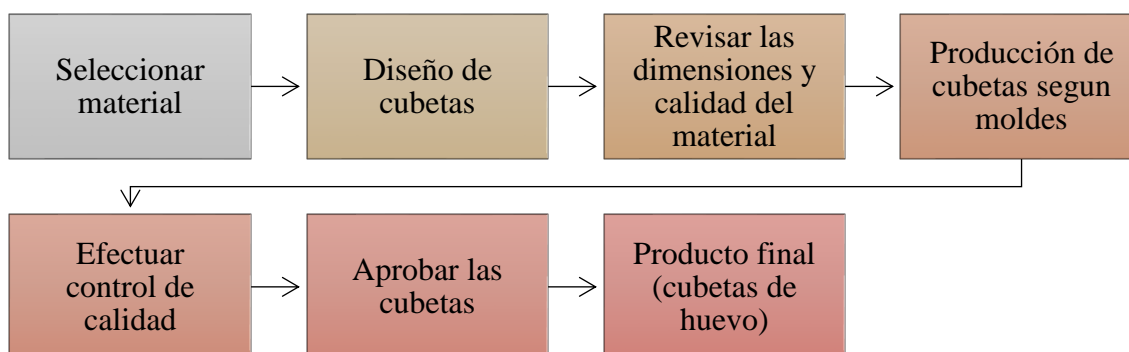 Seleccionar
material
Diseño de
cubetas
Revisar las
dimensiones y
calidad del
material
Producción de
cubetas segun
moldes
Efectuar
control de
calidad
Aprobar las
cubetas
Producto final
(cubetas de
huevo)